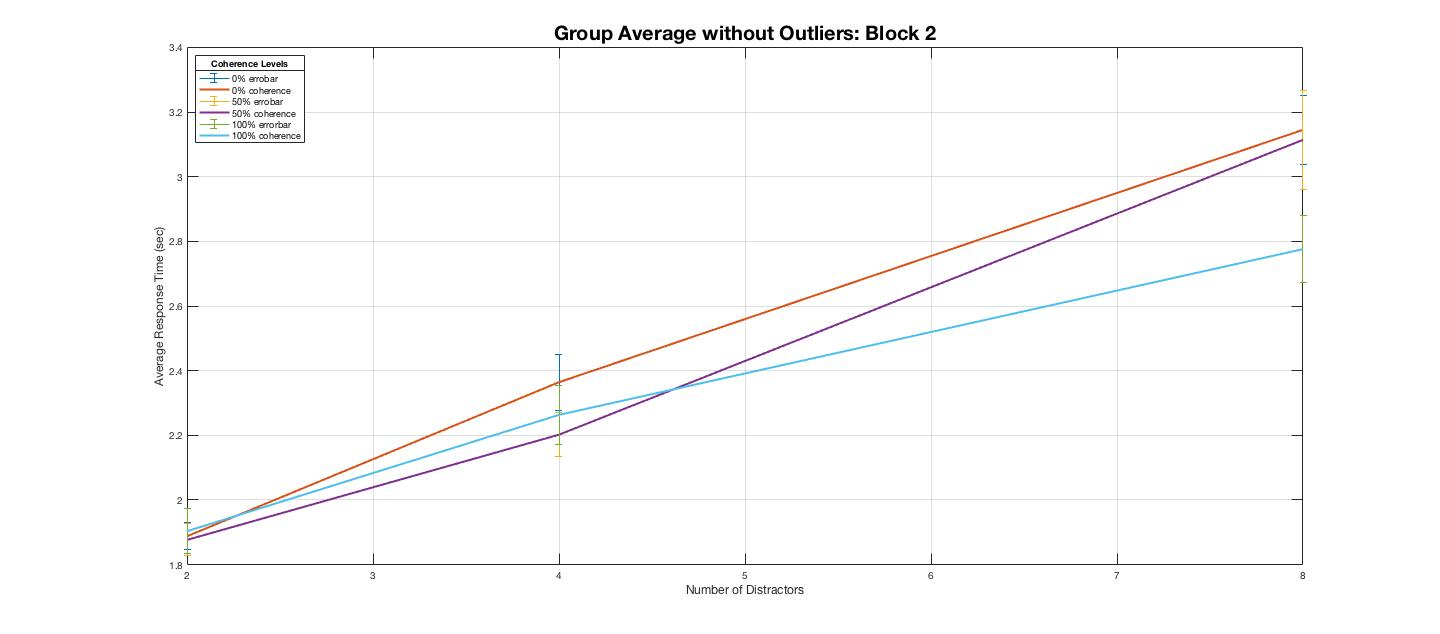 Group Average without Outliers: Block 2
3.4
3.2
3
2.8
2.6
2.4
2.2
2
1.8
Average Response Time (sec)
Coherence Levels
0% errobar
0% coherence
50% errobar
50% coherence
100% errorbar
100% coherence
2 3 4 5 6 7 8
Number of Distractors